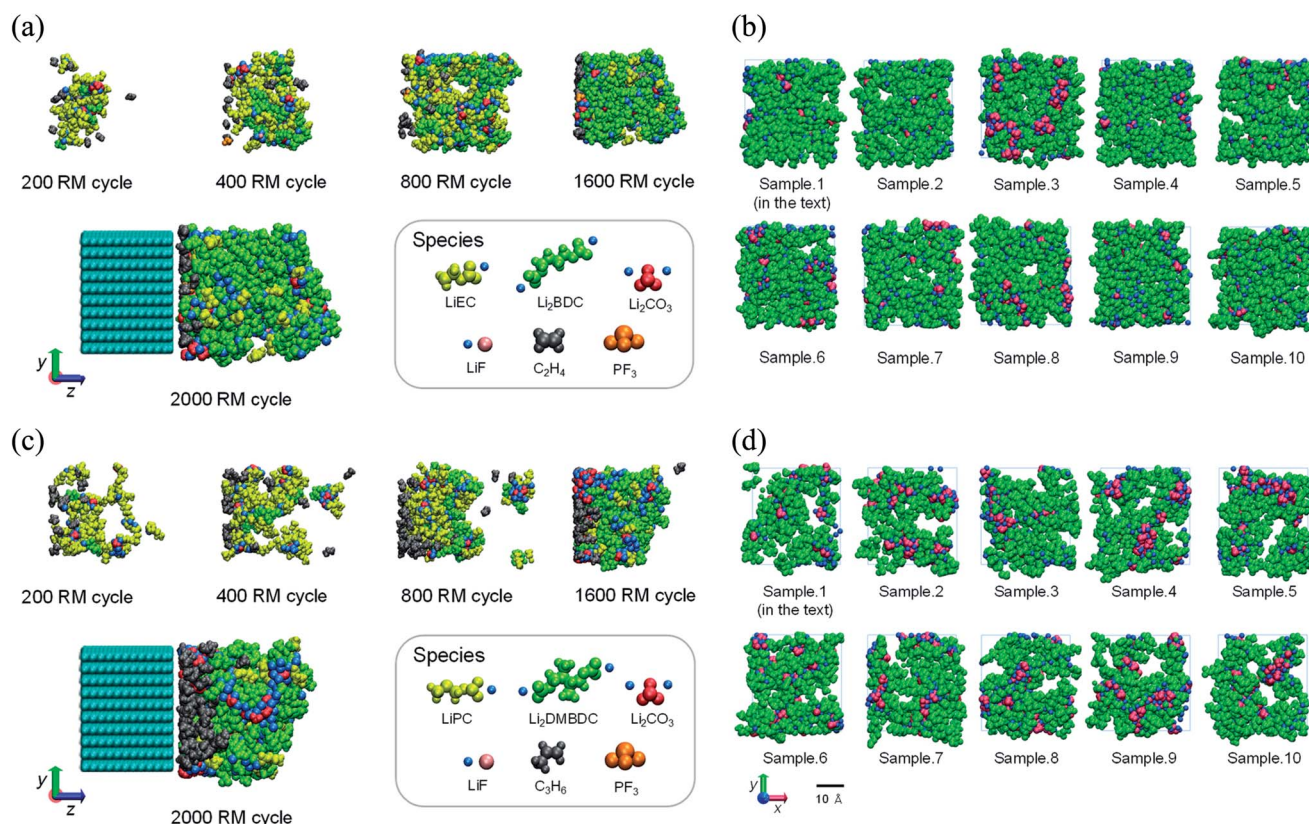 (a)
200 RM cycle
400 RM cycle
800 RM cycle
1600 RM cycle
y
z
2000 RM cycle
Species
LiEC
Li₂BDC
Li₂CO₃
LiF
C₂H₄
PF₃
(b)
Sample.1
(in the text)
Sample.2
Sample.3
Sample.4
Sample.5
Sample.6
Sample.7
Sample.8
Sample.9
Sample.10
(c)
200 RM cycle
400 RM cycle
800 RM cycle
1600 RM cycle
y
z
2000 RM cycle
Species
LiPC
Li₂DMBDC
Li₂CO₃
LiF
C₃H₆
PF₃
(d)
Sample.1
(in the text)
Sample.2
Sample.3
Sample.4
Sample.5
Sample.6
Sample.7
Sample.8
Sample.9
Sample.10
y
x
10 Å